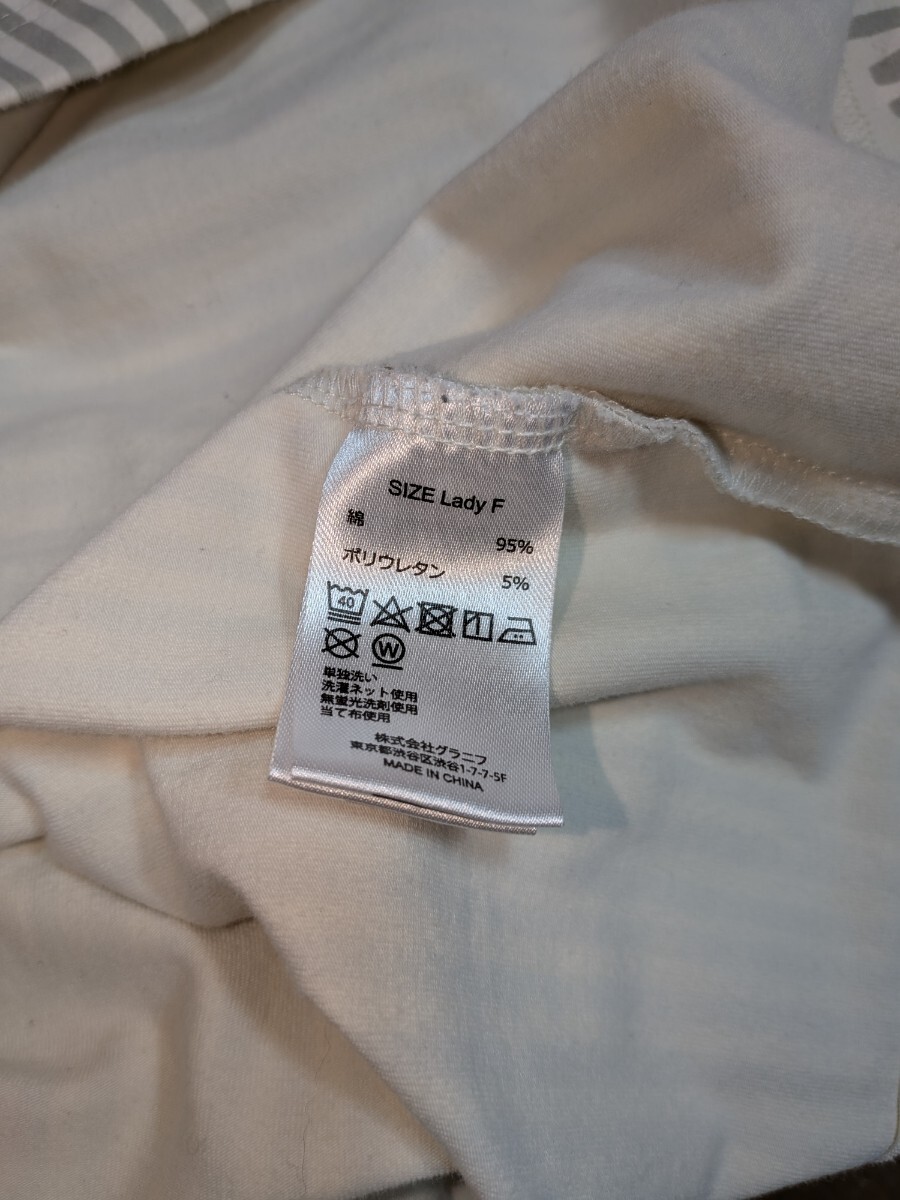 SIZE Lady F
綿 95%
ポリウレタン 5%
40
W
単独洗い
洗濯ネット使用
無蛍光洗剤使用
当て布使用
株式会社グラニフ
東京都渋谷区渋谷1-7-7-5F
MADE IN CHINA